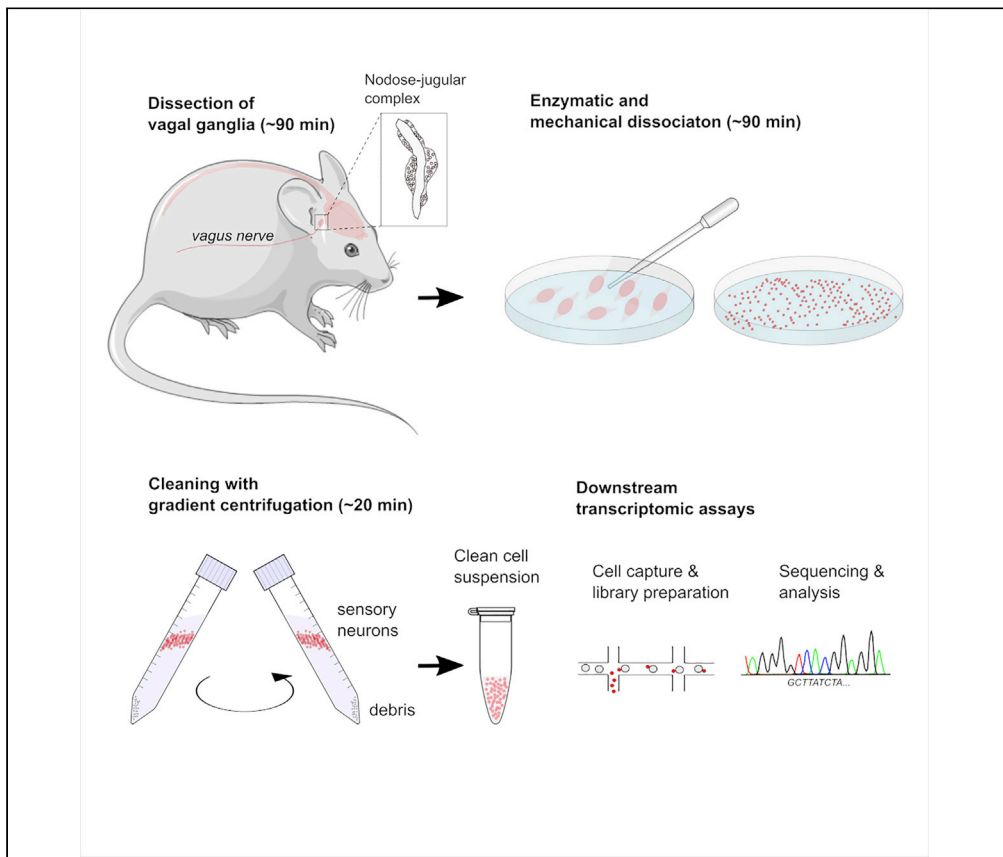 Nodose-jugular
complex
Dissection of
vagal ganglia (~90 min)
vagus nerve
Enzymatic and
mechanical dissociaton (~90 min)
Cleaning with
gradient centrifugation (~20 min)
sensory
neurons
debris
Clean cell
suspension
Downstream
transcriptomic assays
Cell capture &
library preparation
Sequencing &
analysis
GCTTATCTA...